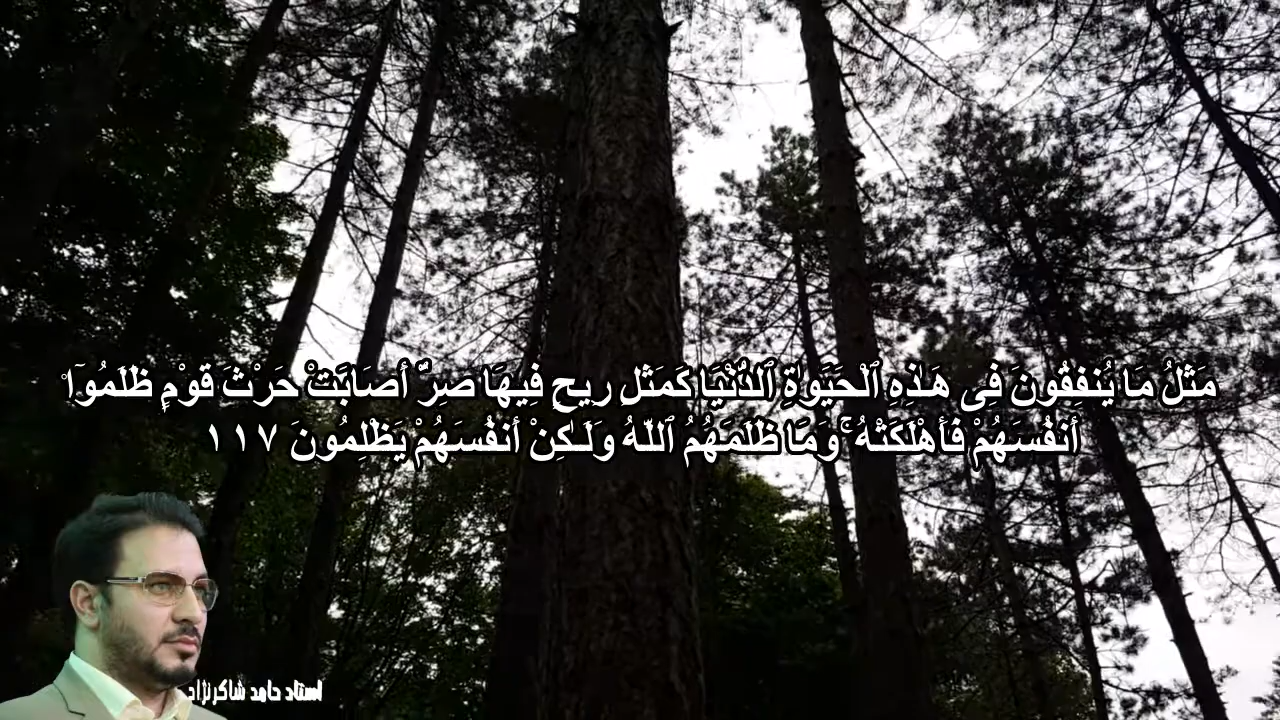 مَثَلُ مَا يُنفِقُونَ فِى هَـٰذِهِ ٱلْحَيَوٰةِ ٱلدُّنْيَا كَمَثَلِ رِيحٍ فِيهَا صِرٌّ أَصَابَتْ حَرْثَ قَوْمٍ ظَلَمُوٓا۟
أَنفُسَهُمْ فَأَهْلَكَتْهُ ۚ وَمَا ظَلَمَهُمُ ٱللَّهُ وَلَـٰكِنْ أَنفُسَهُمْ يَظْلِمُونَ ١١٧
استاد حامد شاکرنژاد